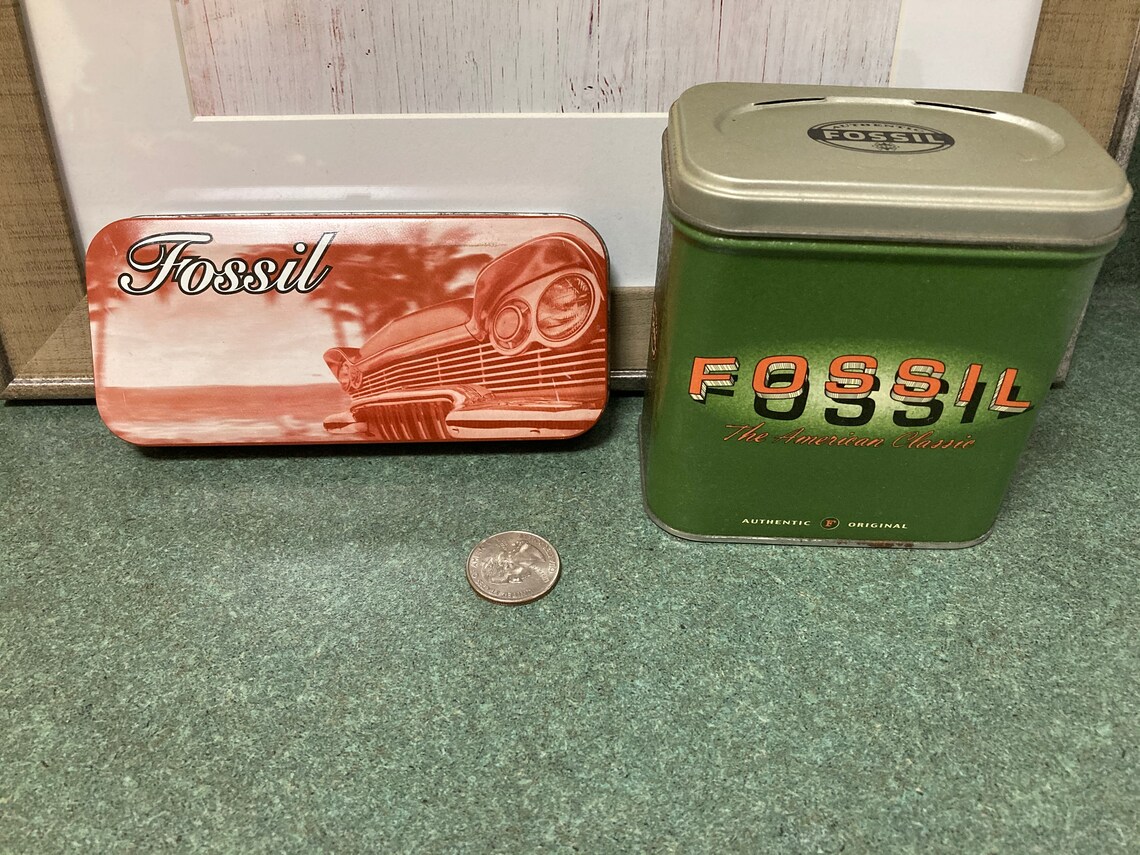 Fossil
AUTHENTIC
FOSSIL
FOSSIL
The American Classic
AUTHENTIC F ORIGINAL